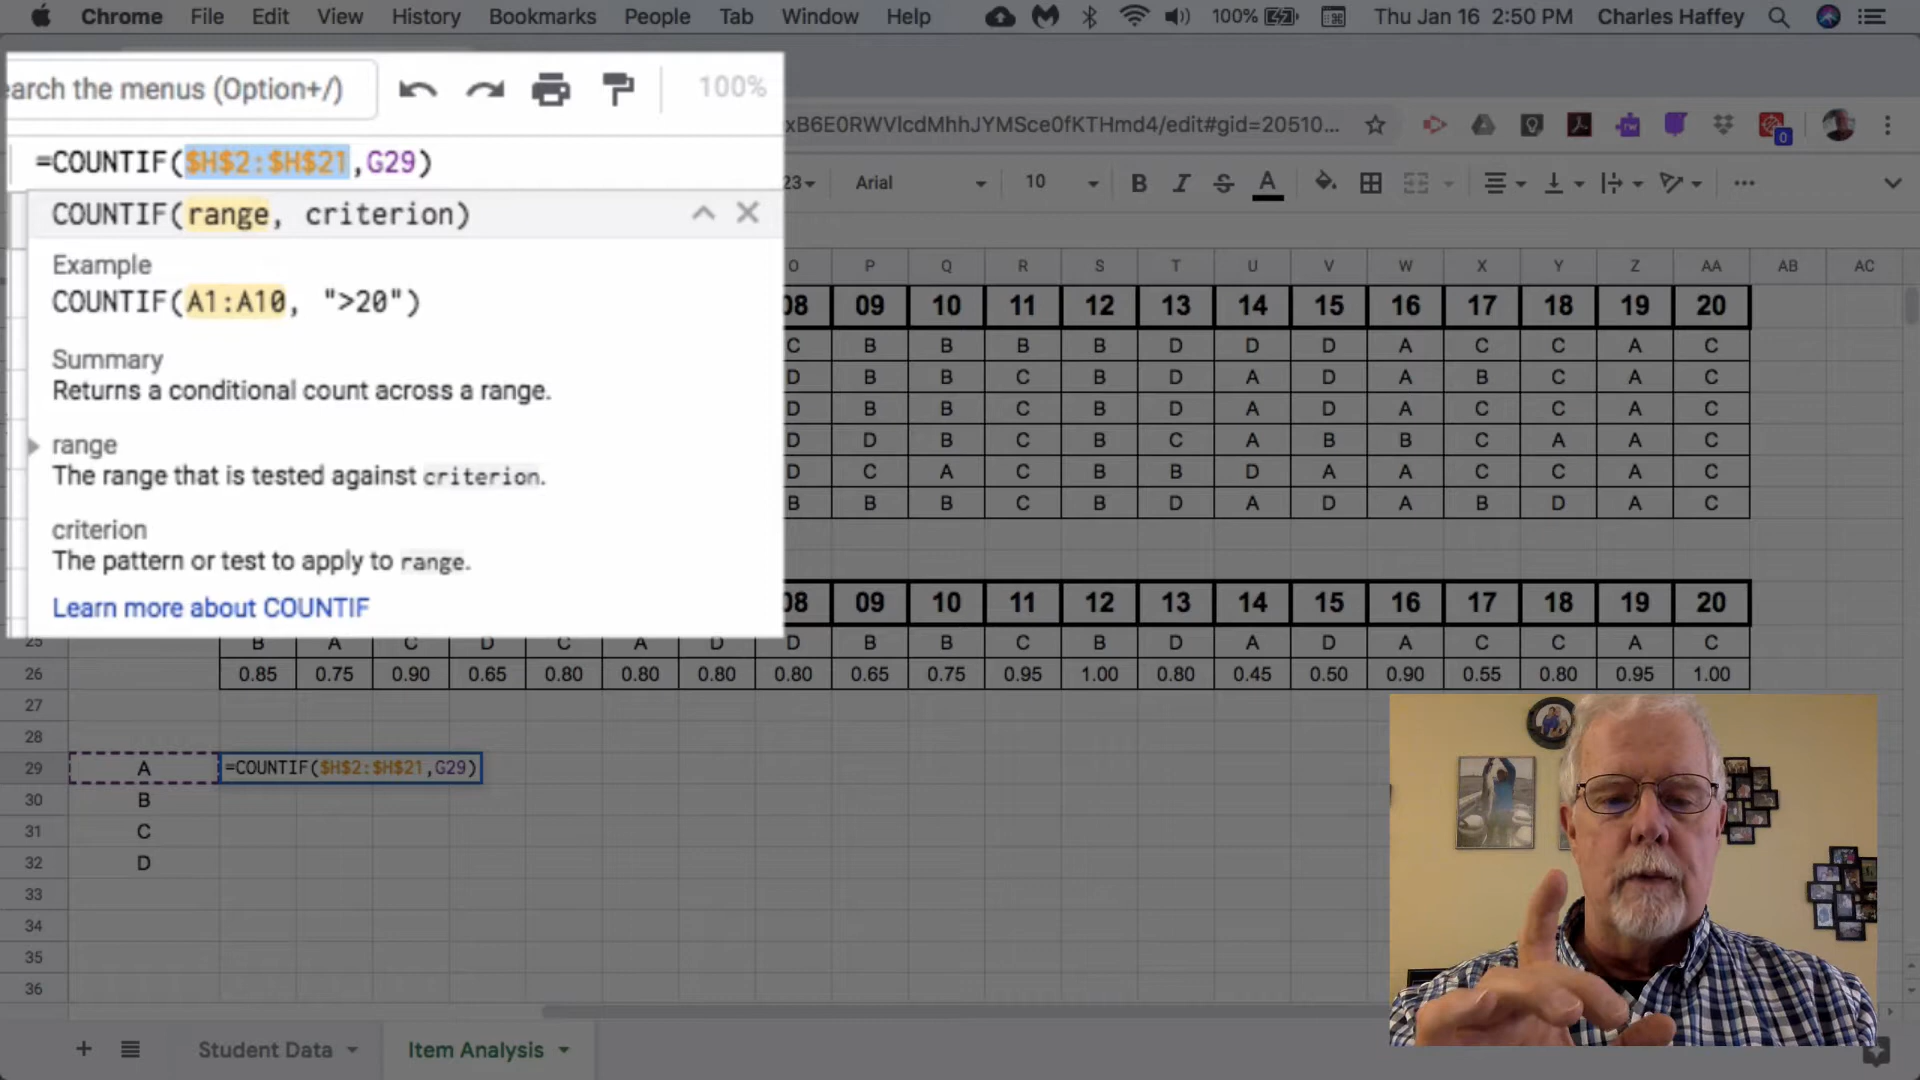 Chrome File Edit View History Bookmarks People Tab Window Help 100% Thu Jan 16 2:50 PM Charles Haffey
earch the menus (Option+/) 100%
xB6E0RWVlcdMhhJYMSce0fKTHmd4/edit#gid=20510... 0
=COUNTIF($H$2:$H$21,G29)
23 Arial 10 B I S A
COUNTIF(range, criterion)
Example
COUNTIF(A1:A10, ">20")
Summary
Returns a conditional count across a range.
range
The range that is tested against criterion.
criterion
The pattern or test to apply to range.
Learn more about COUNTIF
O P Q R S T U V W X Y Z AA AB AC
08 09 10 11 12 13 14 15 16 17 18 19 20
C B B B B D D D A C C A C
D B B C B D A D A B C A C
D B B C B D A D A C C A C
D D B C B C A B B C A A C
D C A C B B D A A C C A C
B B B C B D A D A B D A C
08 09 10 11 12 13 14 15 16 17 18 19 20
25 B A C D C A D D B B C B D A D A C C A C
26 0.85 0.75 0.90 0.65 0.80 0.80 0.80 0.80 0.65 0.75 0.95 1.00 0.80 0.45 0.50 0.90 0.55 0.80 0.95 1.00
27
28
29 A =COUNTIF($H$2:$H$21,G29)
30 B
31 C
32 D
33
34
35
36
+ Student Data Item Analysis